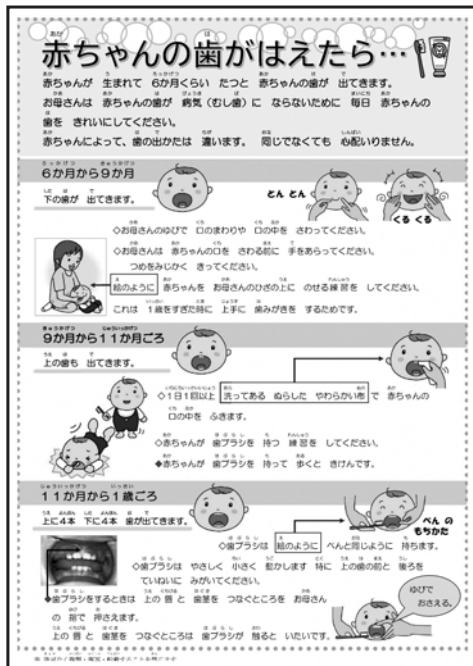 赤ちゃんの歯がはえたら…
赤ちゃんが 生まれて 6か月くらい たつと 赤ちゃんの歯が 出てきます。
お母さんは 赤ちゃんの歯が 病気（むし歯）に ならないために 毎日 赤ちゃんの
歯を きれいにしてください。
赤ちゃんによって、歯の出かたは 違います。 同じでなくても 心配いりません。
6か月から9か月
下の歯が 出てきます。
とん とん
くる くる
◇お母さんのゆびで 口のまわりや 口の中を さわってください。
◇お母さんは 赤ちゃんの口を さわる前に 手をあらってください。
つめをみじかく きってください。
絵のように 赤ちゃんを お母さんのひざの上に のせる練習を してください。
これは 1歳をすぎた時に 上手に 歯みがきを するためです。
9か月から11か月ごろ
上の歯も 出てきます。
◇1日1回以上 洗ってある ぬらした やわらかい布 で 赤ちゃんの
口の中を ふきます。
◇赤ちゃんが 歯ブラシを 持つ 練習を してください。
◆赤ちゃんが 歯ブラシを 持って 歩くと きけんです。
11か月から1歳ごろ
上に4本 下に4本 歯が出てきます。
ぺん の
もちかた
◇歯ブラシは 絵のように ぺんと同じように 持ちます。
◇歯ブラシは やさしく 小さく 動かします 特に 上の歯の前と 後ろを
ていねいに みがいてください。
◆歯ブラシをするときは 上の 唇 と 歯茎を つなぐところを お母さん
の 指で 押さえます。
上の 唇 と 歯茎を つなぐところは 歯ブラシが 触ると いたいです。
ゆびで
おさえる。